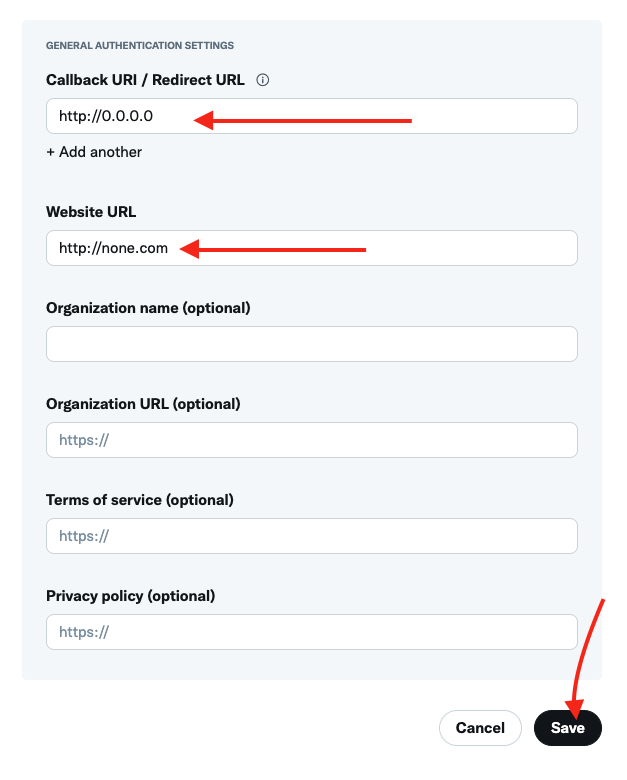 GENERAL AUTHENTICATION SETTINGS
Callback URI / Redirect URL
http://0.0.0.0
+ Add another
Website URL
http://none.com
Organization name (optional)
Organization URL (optional)
https://
Terms of service (optional)
https://
Privacy policy (optional)
https://
Cancel Save